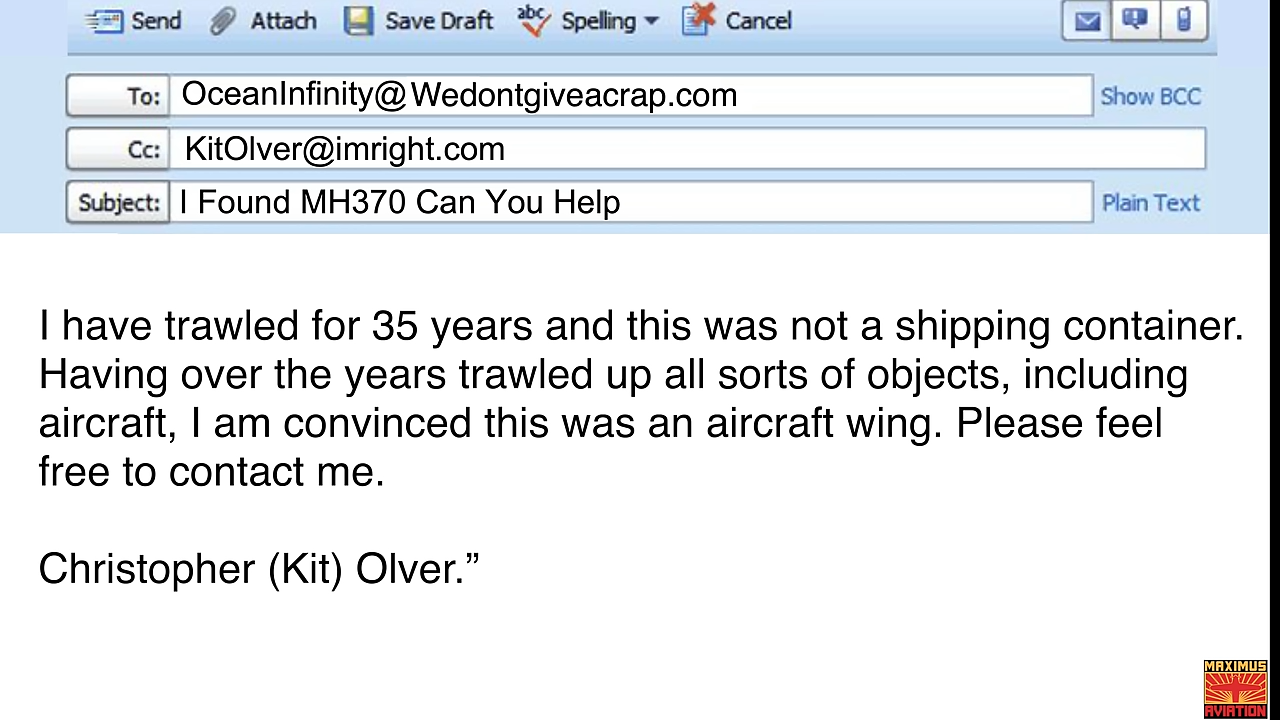 Send Attach Save Draft abc Spelling Cancel
To: OceanInfinity@Wedontgiveacrap.com Show BCC
Cc: KitOlver@imright.com
Subject: I Found MH370 Can You Help Plain Text
I have trawled for 35 years and this was not a shipping container.
Having over the years trawled up all sorts of objects, including
aircraft, I am convinced this was an aircraft wing. Please feel
free to contact me.
Christopher (Kit) Olver.”
MAXIMUS
AVIATION